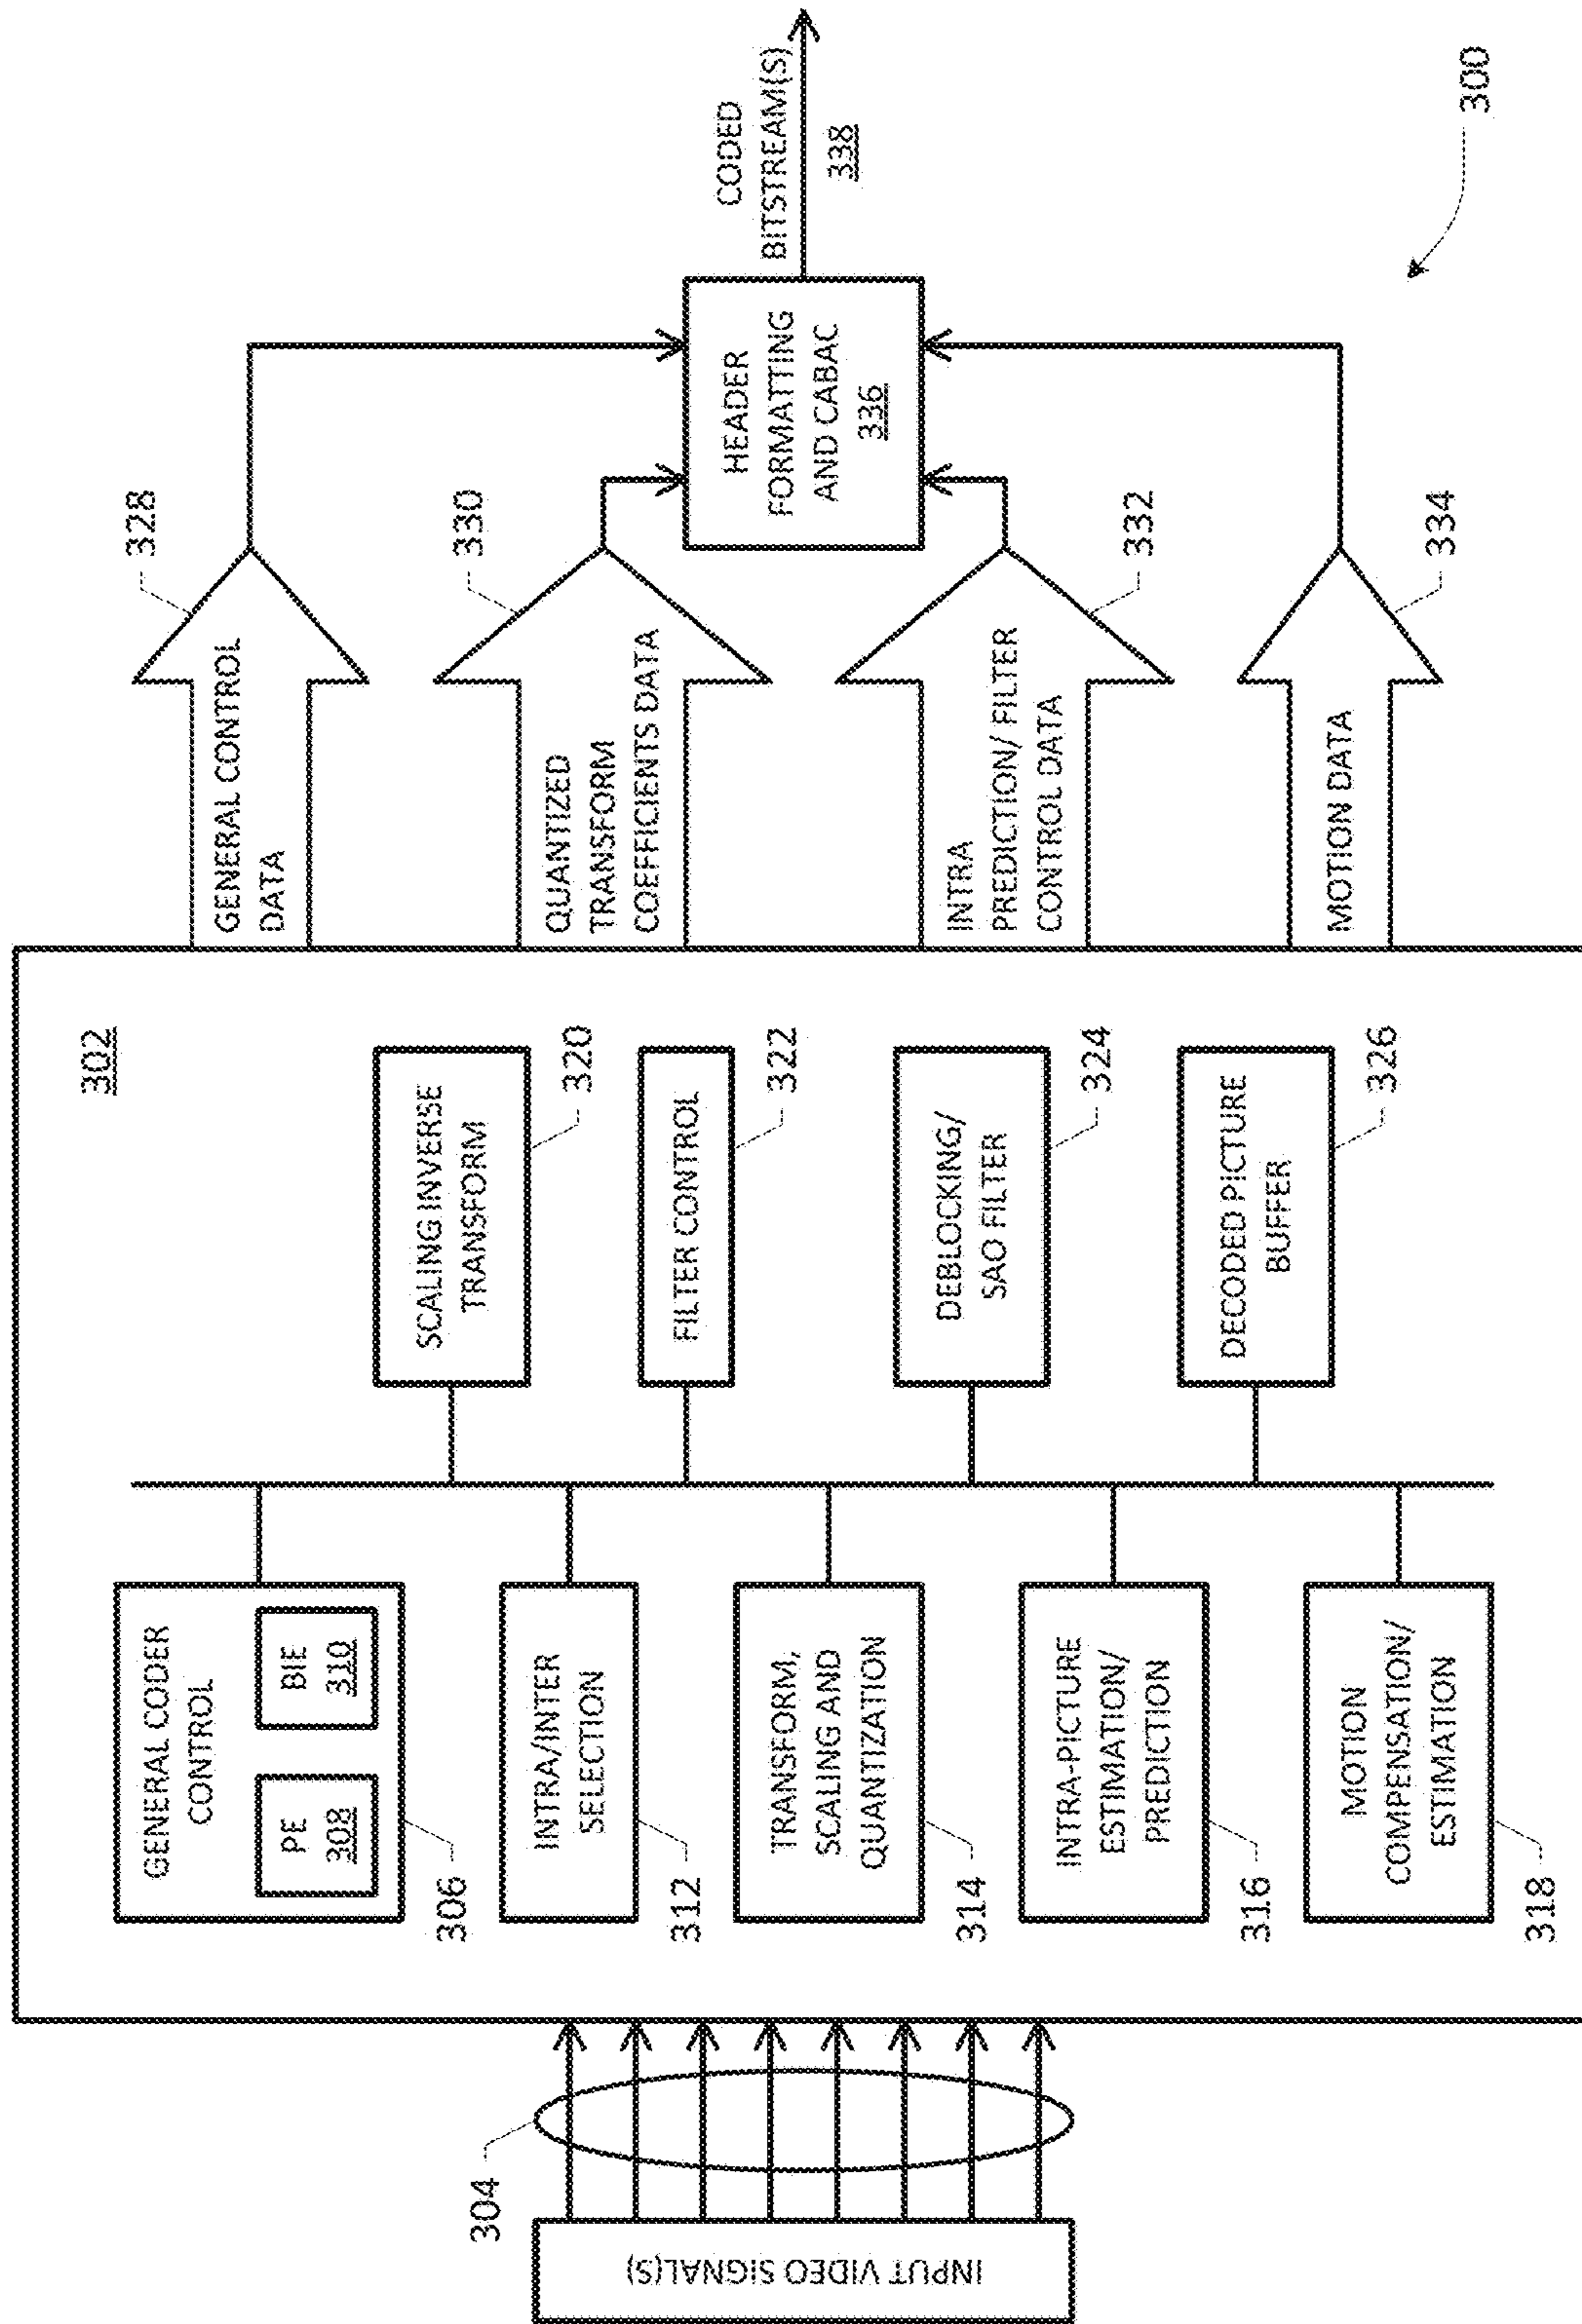 INPUT VIDEO SIGNAL(S)
304
302
GENERAL CODER
CONTROL
PE
308
BIE
310
306
INTRA/INTER
SELECTION
312
TRANSFORM,
SCALING AND
QUANTIZATION
314
INTRA-PICTURE
ESTIMATION/
PREDICTION
316
MOTION
COMPENSATION/
ESTIMATION
318
SCALING INVERSE
TRANSFORM
320
FILTER CONTROL
322
DEBLOCKING/
SAO FILTER
324
DECODED PICTURE
BUFFER
326
GENERAL CONTROL
DATA
328
QUANTIZED
TRANSFORM
COEFFICIENTS DATA
330
INTRA
PREDICTION/ FILTER
CONTROL DATA
332
MOTION DATA
334
HEADER
FORMATTING
AND CABAC
336
CODED
BITSTREAM(S)
338
300